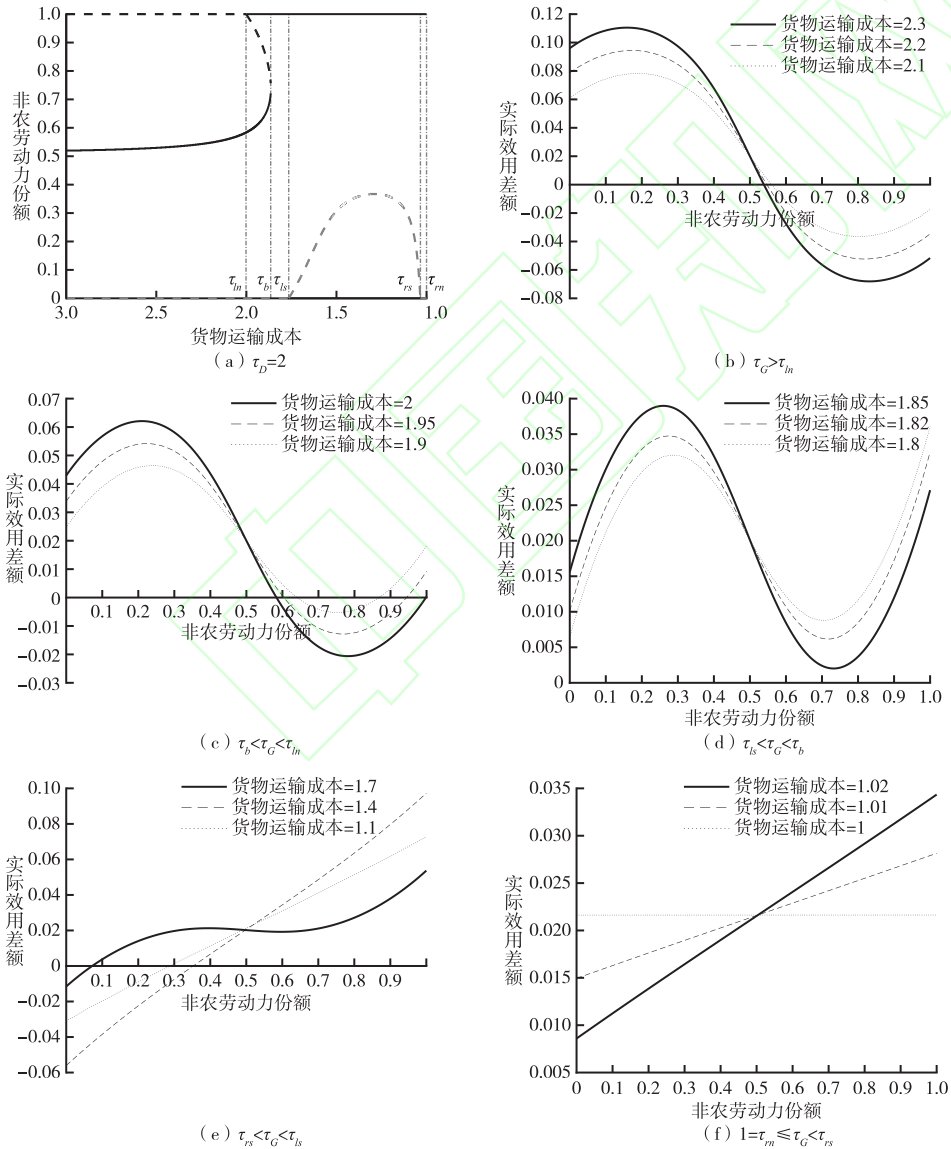 1.0
0.9
0.8
0.7
0.6
0.5
0.4
0.3
0.2
0.1
0
非农劳动力份额
τln τb τls τrs τrn
3.0 2.5 2.0 1.5 1.0
货物运输成本
（a）τD=2
0.12
0.10
0.08
0.06
0.04
0.02
0
−0.02
−0.04
−0.06
−0.08
实际效用差额
货物运输成本=2.3
货物运输成本=2.2
货物运输成本=2.1
0.1 0.2 0.3 0.4 0.5 0.6 0.7 0.8 0.9
非农劳动力份额
（b）τG>τln
0.07
0.06
0.05
0.04
0.03
0.02
0.01
0
−0.01
−0.02
−0.03
实际效用差额
货物运输成本=2
货物运输成本=1.95
货物运输成本=1.9
0.1 0.2 0.3 0.4 0.5 0.6 0.7 0.8 0.9
非农劳动力份额
（c）τb<τG<τln
0.040
0.035
0.030
0.025
0.020
0.015
0.010
0.005
0
实际效用差额
货物运输成本=1.85
货物运输成本=1.82
货物运输成本=1.8
0 0.1 0.2 0.3 0.4 0.5 0.6 0.7 0.8 0.9 1.0
非农劳动力份额
（d）τls<τG<τb
0.10
0.08
0.06
0.04
0.02
0
−0.02
−0.04
−0.06
实际效用差额
货物运输成本=1.7
货物运输成本=1.4
货物运输成本=1.1
0.1 0.2 0.3 0.4 0.5 0.6 0.7 0.8 0.9
非农劳动力份额
（e）τrs<τG<τls
0.035
0.030
0.025
0.020
0.015
0.010
0.005
实际效用差额
货物运输成本=1.02
货物运输成本=1.01
货物运输成本=1
0 0.1 0.2 0.3 0.4 0.5 0.6 0.7 0.8 0.9 1.0
非农劳动力份额
（f）1=τrn≤τG<τrs